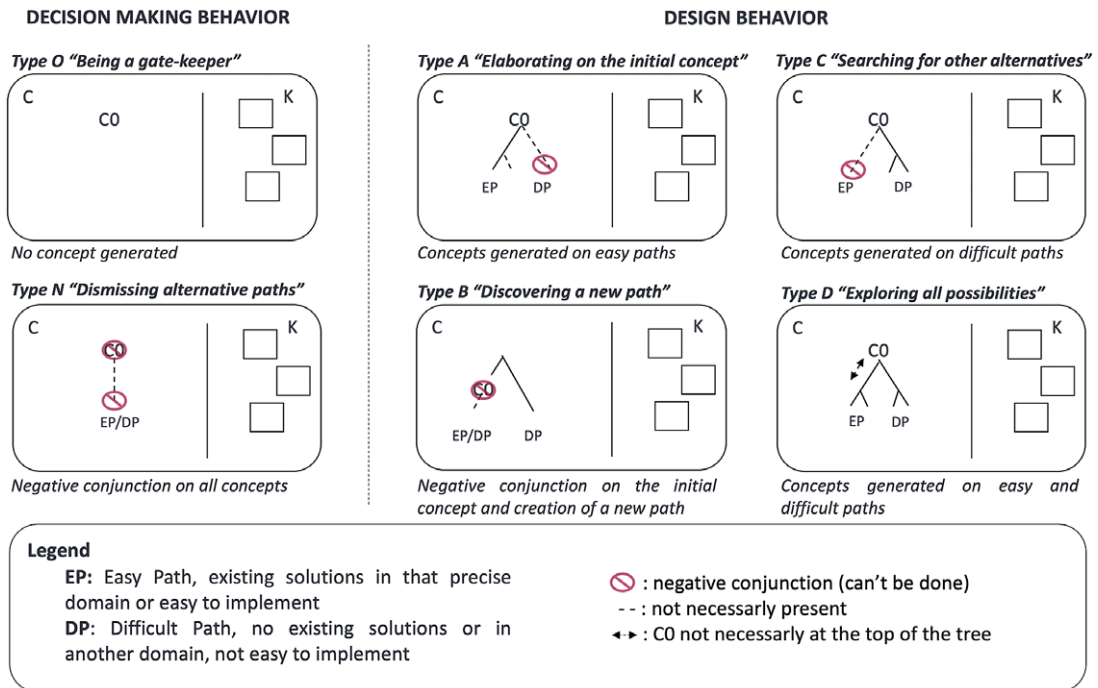 DECISION MAKING BEHAVIOR
DESIGN BEHAVIOR
Type O “Being a gate-keeper”
C
K
C0
No concept generated
Type A “Elaborating on the initial concept”
C
K
C0
EP DP
Concepts generated on easy paths
Type C “Searching for other alternatives”
C
K
C0
EP DP
Concepts generated on difficult paths
Type N “Dismissing alternative paths”
C
K
C0
EP/DP
Negative conjunction on all concepts
Type B “Discovering a new path”
C
K
C0
EP/DP DP
Negative conjunction on the initial
concept and creation of a new path
Type D “Exploring all possibilities”
C
K
C0
EP DP
Concepts generated on easy and
difficult paths
Legend
EP: Easy Path, existing solutions in that precise
domain or easy to implement
DP: Difficult Path, no existing solutions or in
another domain, not easy to implement
: negative conjunction (can’t be done)
-- : not necessarly present
: C0 not necessarly at the top of the tree